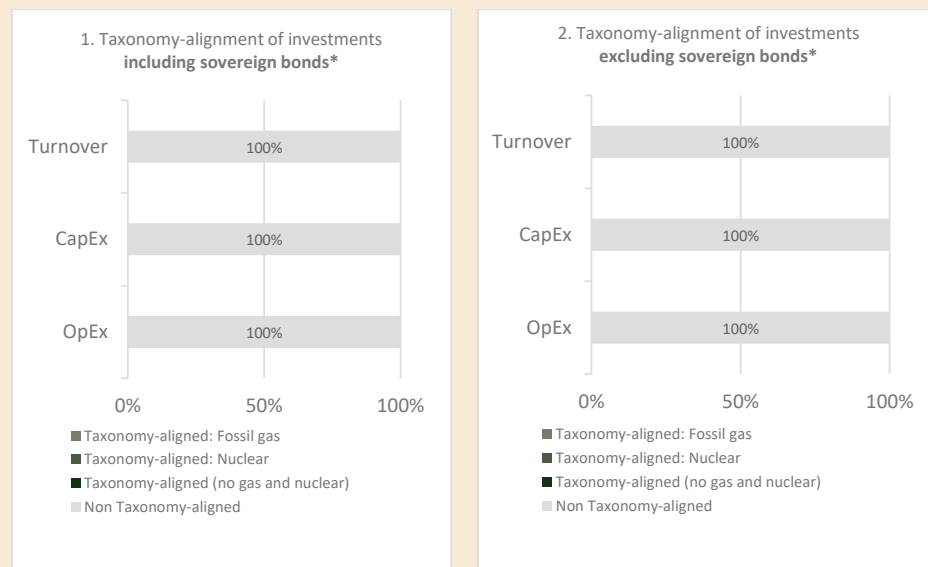 1. Taxonomy-alignment of investments
including sovereign bonds*
Turnover
100%
CapEx
100%
OpEx
100%
0%
50%
100%
Taxonomy-aligned: Fossil gas
Taxonomy-aligned: Nuclear
Taxonomy-aligned (no gas and nuclear)
Non Taxonomy-aligned
2. Taxonomy-alignment of investments
excluding sovereign bonds*
Turnover
100%
CapEx
100%
OpEx
100%
0%
50%
100%
Taxonomy-aligned: Fossil gas
Taxonomy-aligned: Nuclear
Taxonomy-aligned (no gas and nuclear)
Non Taxonomy-aligned